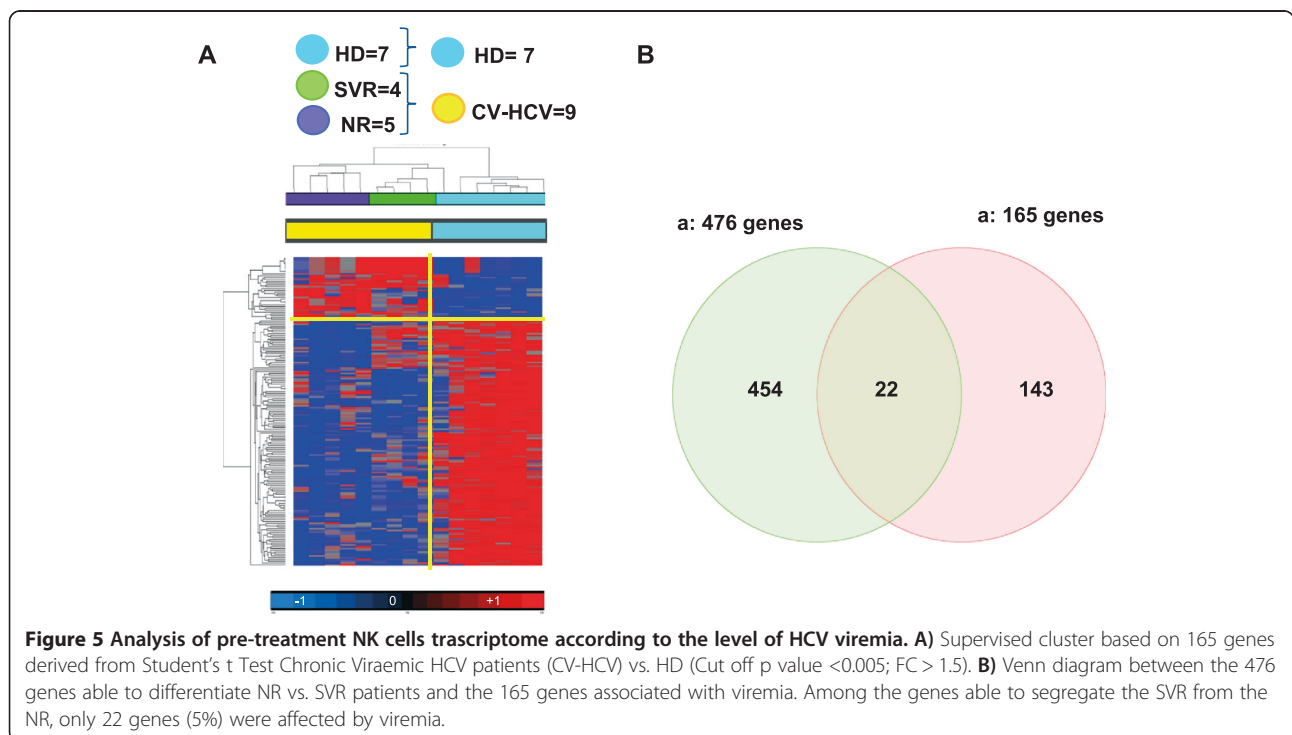 A
B
HD=7
HD= 7
SVR=4
NR=5
CV-HCV=9
a: 476 genes
a: 165 genes
454
22
143
-1
0
+1
Figure 5 Analysis of pre-treatment NK cells trascriptome according to the level of HCV viremia. A) Supervised cluster based on 165 genes
derived from Student's t Test Chronic Viraemic HCV patients (CV-HCV) vs. HD (Cut off p value <0.005; FC > 1.5). B) Venn diagram between the 476
genes able to differentiate NR vs. SVR patients and the 165 genes associated with viremia. Among the genes able to segregate the SVR from the
NR, only 22 genes (5%) were affected by viremia.